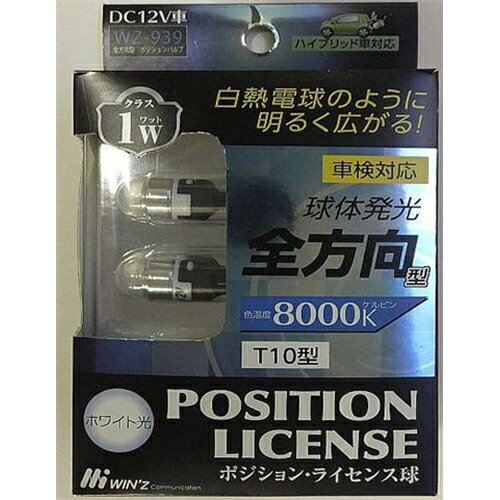 DC12V車
WZ-939
全方向型 ポジションバルブ
ハイブリッド車対応
クラス
1W
ワット
白熱電球のように
明るく広がる!
車検対応
球体発光
全方向型
色温度 8000K
ケルビン
T10型
ホワイト光
POSITION
LICENSE
ポジション・ライセンス球
WIN'Z Communication